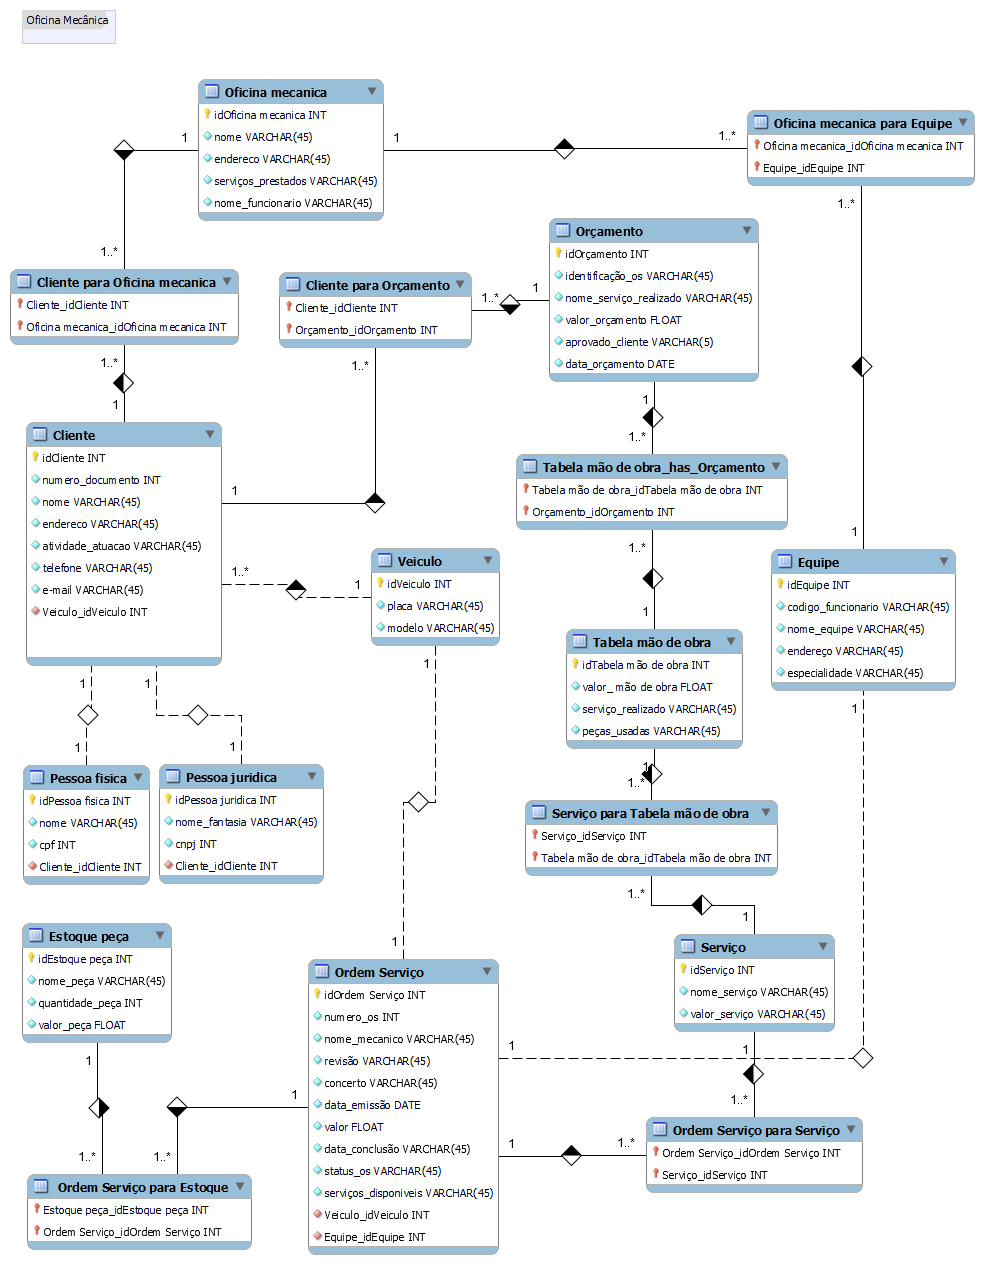 Oficina Mecânica
Oficina mecanica
idOficina mecanica INT
nome VARCHAR(45)
endereco VARCHAR(45)
serviços_prestados VARCHAR(45)
nome_funcionario VARCHAR(45)
1
1
1..*
Oficina mecanica para Equipe
Oficina mecanica_idOficina mecanica INT
Equipe_idEquipe INT
1..*
1..*
Cliente para Oficina mecanica
Cliente_idCliente INT
Oficina mecanica_idOficina mecanica INT
1..*
1
Cliente para Orçamento
Cliente_idCliente INT
Orçamento_idOrçamento INT
1..*
1..*
1
Orçamento
idOrçamento INT
identificação_os VARCHAR(45)
nome_serviço_realizado VARCHAR(45)
valor_orçamento FLOAT
aprovado_cliente VARCHAR(5)
data_orçamento DATE
1
1..*
Cliente
idCliente INT
numero_documento INT
nome VARCHAR(45)
endereco VARCHAR(45)
atividade_atuacao VARCHAR(45)
telefone VARCHAR(45)
e-mail VARCHAR(45)
Veiculo_idVeiculo INT
1
1..*
1
1
1
Tabela mão de obra_has_Orçamento
Tabela mão de obra_idTabela mão de obra INT
Orçamento_idOrçamento INT
1..*
1
Veiculo
idVeiculo INT
placa VARCHAR(45)
modelo VARCHAR(45)
1
1
Equipe
idEquipe INT
codigo_funcionario VARCHAR(45)
nome_equipe VARCHAR(45)
endereço VARCHAR(45)
especialidade VARCHAR(45)
1
Tabela mão de obra
idTabela mão de obra INT
valor_ mão de obra FLOAT
serviço_realizado VARCHAR(45)
peças_usadas VARCHAR(45)
1
1..*
1
1
Pessoa fisica
idPessoa fisica INT
nome VARCHAR(45)
cpf INT
Cliente_idCliente INT
Pessoa juridica
idPessoa juridica INT
nome_fantasia VARCHAR(45)
cnpj INT
Cliente_idCliente INT
Serviço para Tabela mão de obra
Serviço_idServiço INT
Tabela mão de obra_idTabela mão de obra INT
1..*
1
Estoque peça
idEstoque peça INT
nome_peça VARCHAR(45)
quantidade_peça INT
valor_peça FLOAT
1
1..*
1
Ordem Serviço
idOrdem Serviço INT
numero_os INT
nome_mecanico VARCHAR(45)
revisão VARCHAR(45)
concerto VARCHAR(45)
data_emissão DATE
valor FLOAT
data_conclusão VARCHAR(45)
status_os VARCHAR(45)
serviços_disponiveis VARCHAR(45)
Veiculo_idVeiculo INT
Equipe_idEquipe INT
1
1
1
1..*
Serviço
idServiço INT
nome_serviço VARCHAR(45)
valor_serviço VARCHAR(45)
1
1..*
Ordem Serviço para Serviço
Ordem Serviço_idOrdem Serviço INT
Serviço_idServiço INT
1..*
Ordem Serviço para Estoque
Estoque peça_idEstoque peça INT
Ordem Serviço_idOrdem Serviço INT